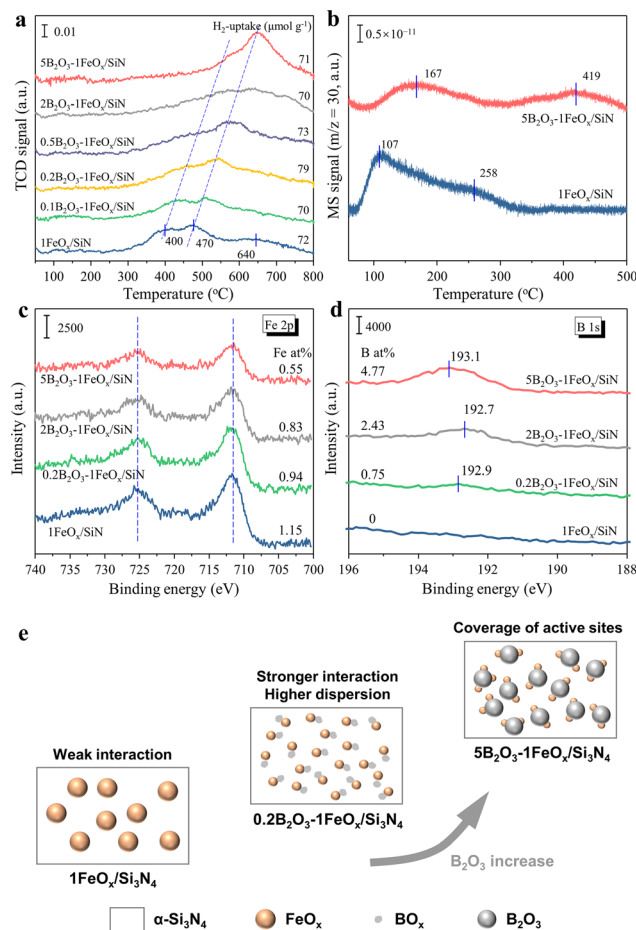 a
0.01
H₂-uptake (μmol g⁻¹)
5B₂O₃-1FeOₓ/SiN
71
2B₂O₃-1FeOₓ/SiN
70
0.5B₂O₃-1FeOₓ/SiN
73
0.2B₂O₃-1FeOₓ/SiN
79
0.1B₂O₃-1FeOₓ/SiN
70
1FeOₓ/SiN
400
470
640
72
TCD signal (a.u.)
100 200 300 400 500 600 700 800
Temperature (°C)
b
0.5×10⁻¹¹
167
419
5B₂O₃-1FeOₓ/SiN
107
258
1FeOₓ/SiN
MS signal (m/z = 30, a.u.)
100 200 300 400 500
Temperature (°C)
c
2500
Fe 2p
Fe at%
5B₂O₃-1FeOₓ/SiN
0.55
2B₂O₃-1FeOₓ/SiN
0.83
0.2B₂O₃-1FeOₓ/SiN
0.94
1FeOₓ/SiN
1.15
Intensity (a.u.)
740 735 730 725 720 715 710 705 700
Binding energy (eV)
d
4000
B 1s
B at%
4.77
193.1
5B₂O₃-1FeOₓ/SiN
2.43
192.7
2B₂O₃-1FeOₓ/SiN
0.75
192.9
0.2B₂O₃-1FeOₓ/SiN
0
1FeOₓ/SiN
Intensity (a.u.)
196 194 192 190 188
Binding energy (eV)
e
Weak interaction
1FeOₓ/Si₃N₄
Stronger interaction
Higher dispersion
0.2B₂O₃-1FeOₓ/Si₃N₄
Coverage of active sites
5B₂O₃-1FeOₓ/Si₃N₄
B₂O₃ increase
α-Si₃N₄
FeOₓ
BOₓ
B₂O₃